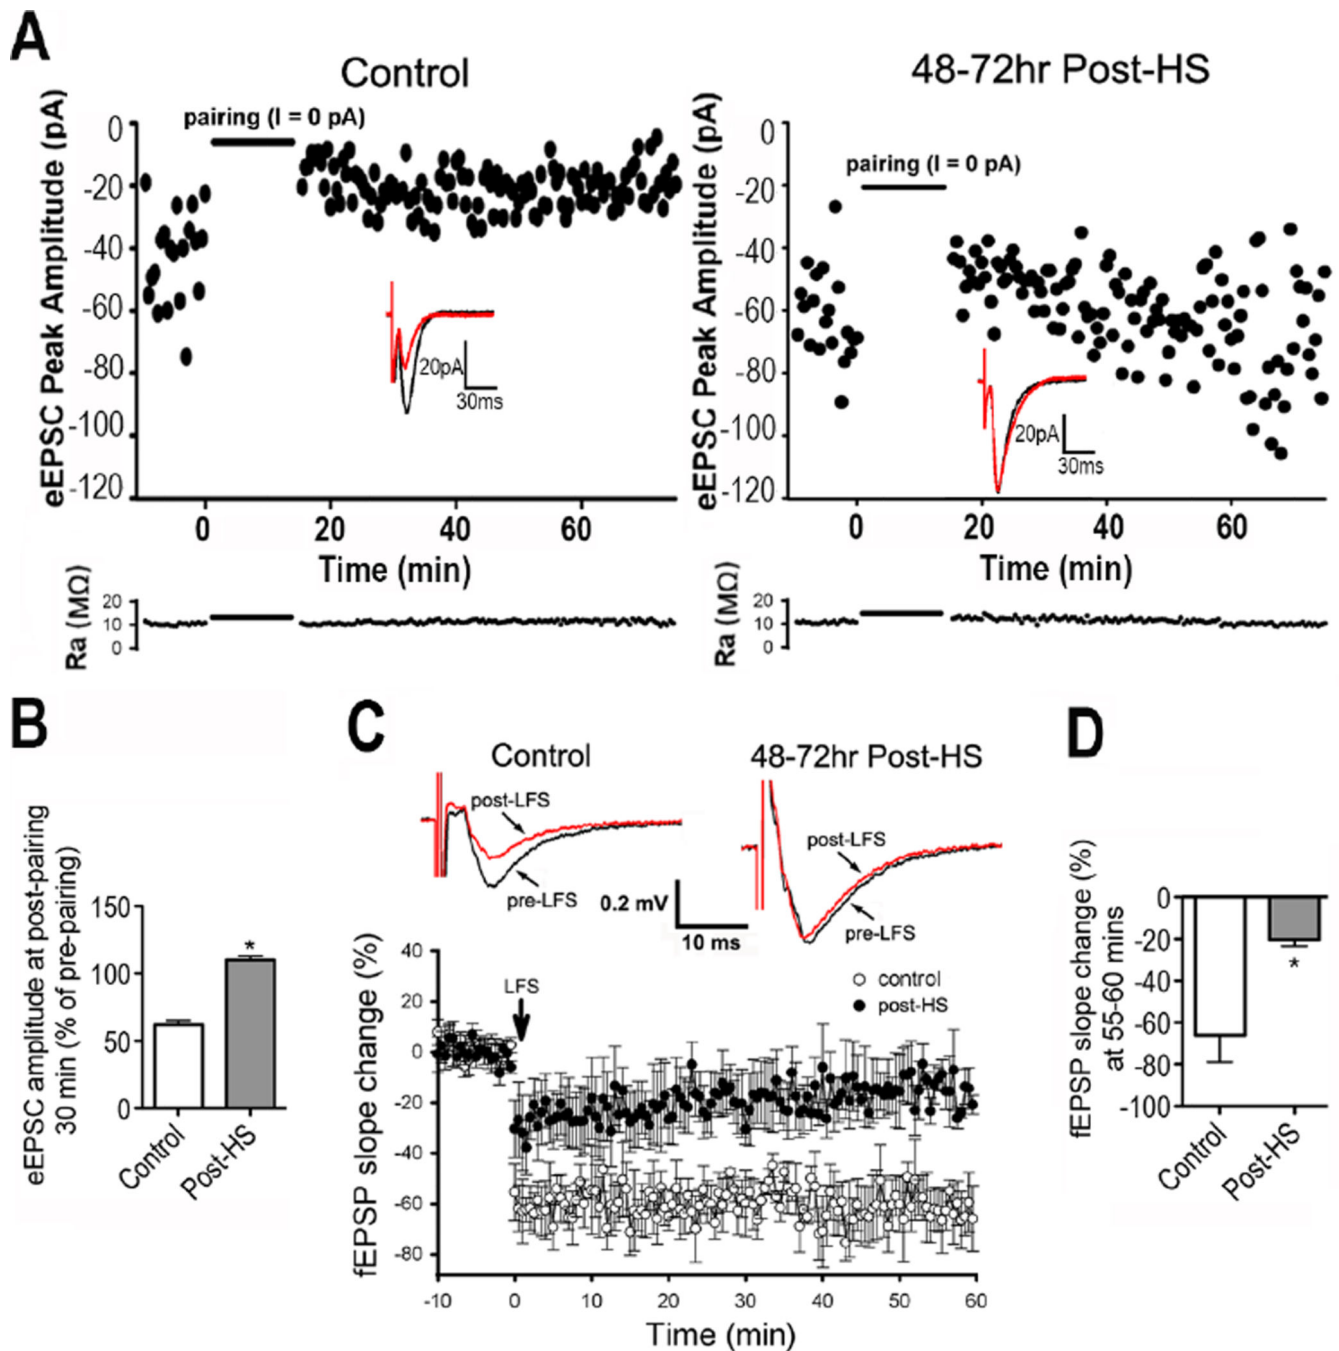 A
Control
48-72hr Post-HS
eEPSC Peak Amplitude (pA)
pairing (I = 0 pA)
0
-20
-40
-60
-80
-100
-120
20pA
30ms
0 20 40 60
Time (min)
eEPSC Peak Amplitude (pA)
pairing (I = 0 pA)
0
-20
-40
-60
-80
-100
-120
20pA
30ms
0 20 40 60
Time (min)
Ra (MΩ)
20
10
0
Ra (MΩ)
20
10
0
B
eEPSC amplitude at post-pairing
30 min (% of pre-pairing)
150
100
50
0
*
Control
Post-HS
C
Control
48-72hr Post-HS
post-LFS
pre-LFS
0.2 mV
10 ms
post-LFS
pre-LFS
fEPSP slope change (%)
40
20
0
-20
-40
-60
-80
LFS
control
post-HS
-10 0 10 20 30 40 50 60
Time (min)
D
fEPSP slope change (%)
at 55-60 mins
0
-20
-40
-60
-80
-100
*
Control
Post-HS